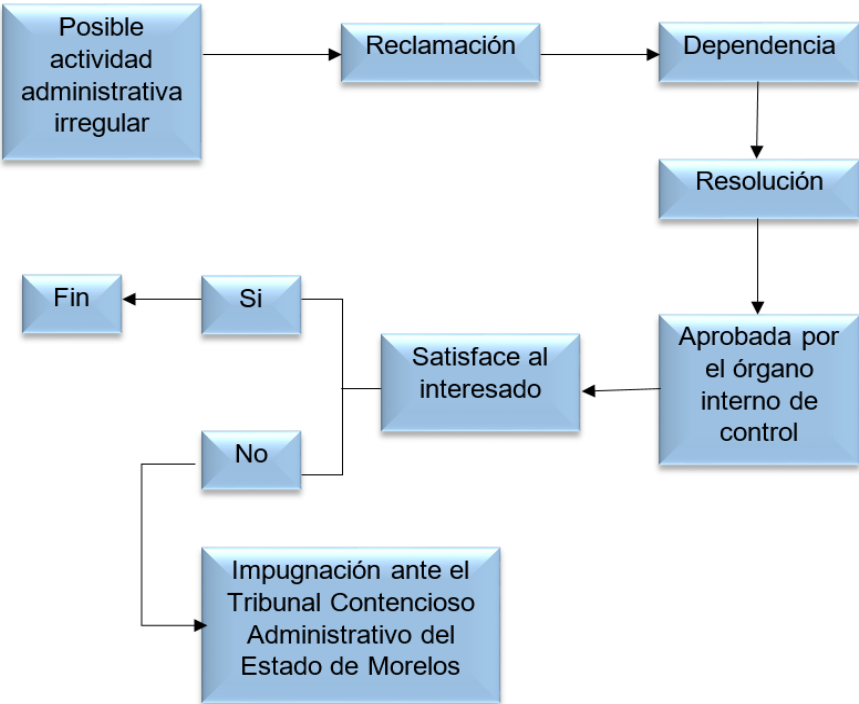 Posible
actividad
administrativa
irregular
Reclamación
Dependencia
Resolución
Aprobada por
el órgano
interno de
control
Satisface al
interesado
Si
Fin
No
Impugnación ante el
Tribunal Contencioso
Administrativo del
Estado de Morelos